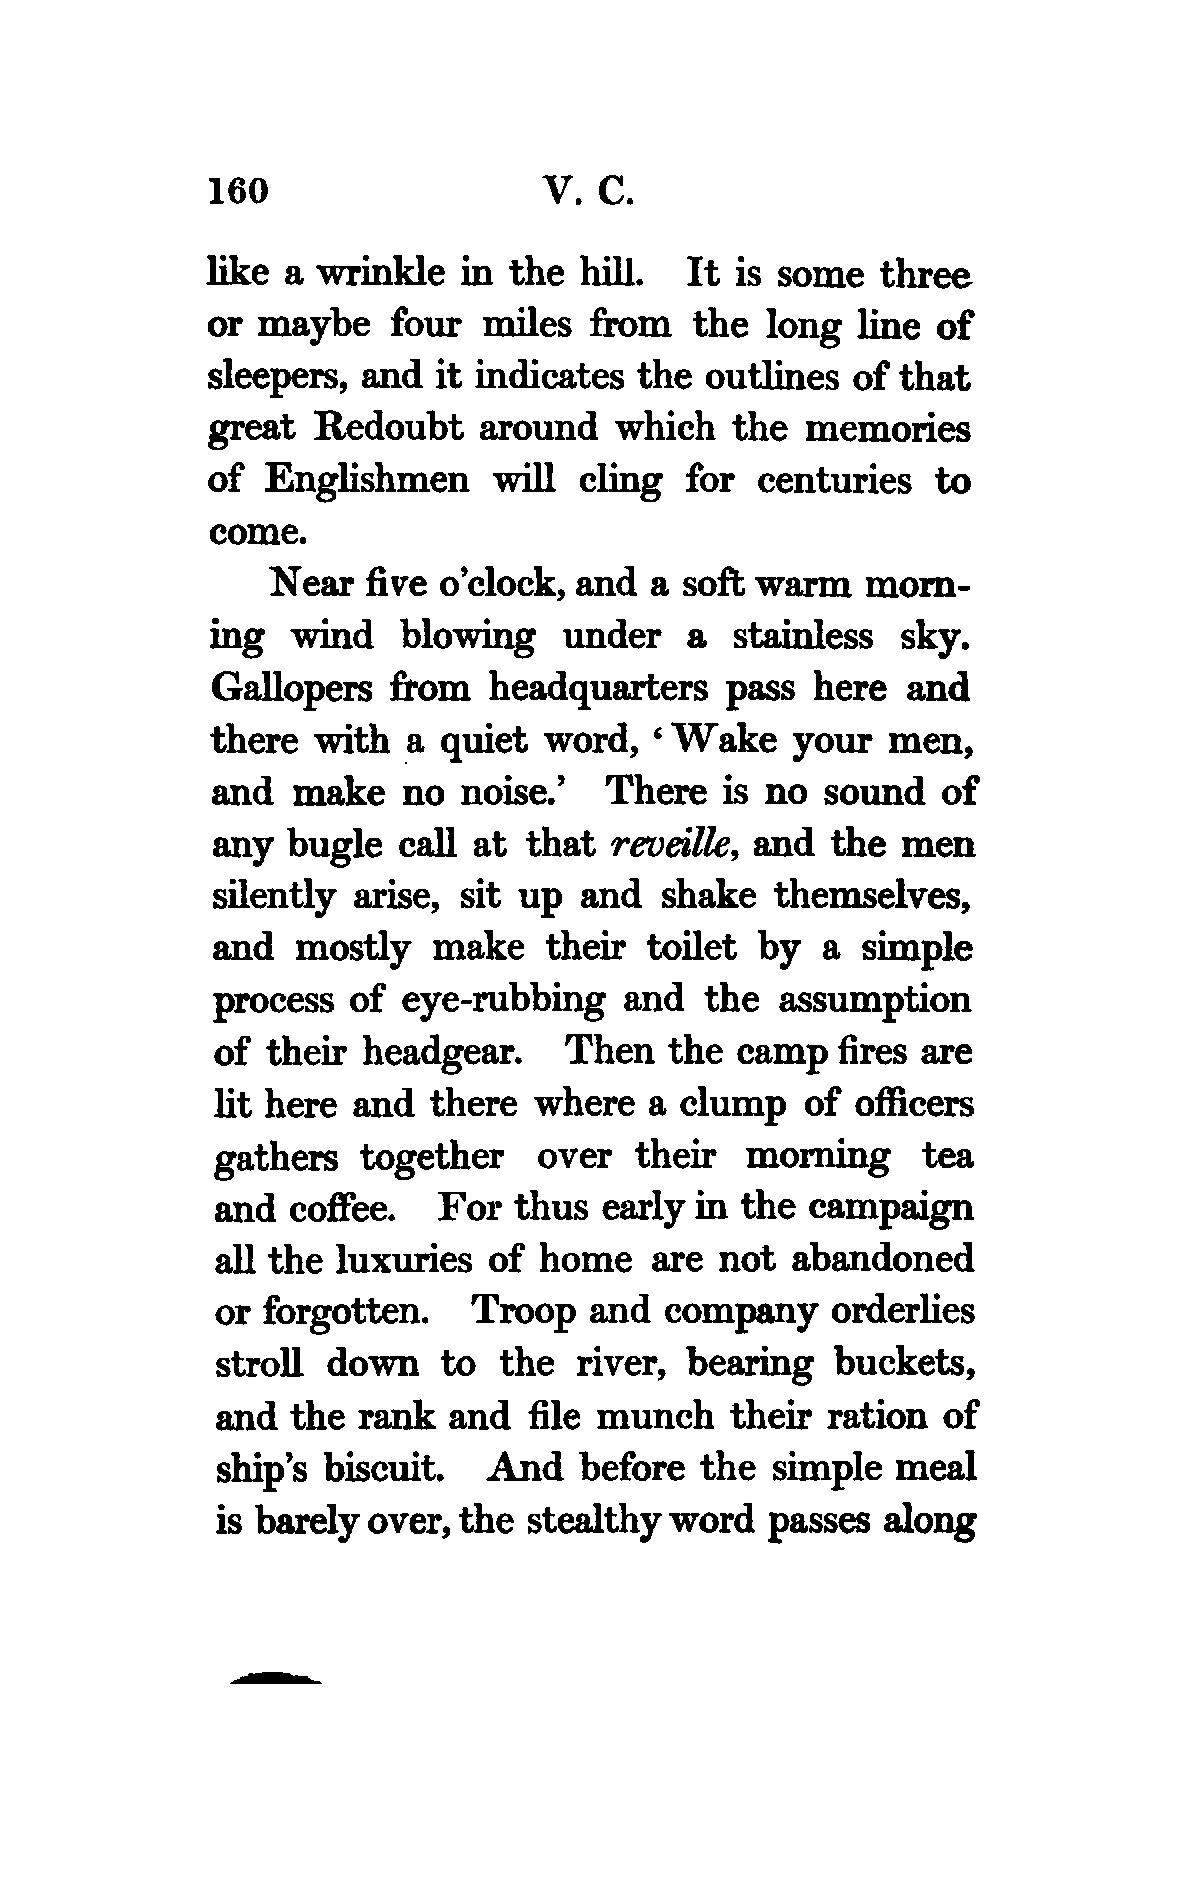 160 V. C.
like a wrinkle in the hill. It is some three
or maybe four miles from the long line of
sleepers, and it indicates the outlines of that
great Redoubt around which the memories
of Englishmen will cling for centuries to
come.
Near five o'clock, and a soft warm morn-
ing wind blowing under a stainless sky.
Gallopers from headquarters pass here and
there with a quiet word, ‘ Wake your men,
and make no noise.’ There is no sound of
any bugle call at that reveille, and the men
silently arise, sit up and shake themselves,
and mostly make their toilet by a simple
process of eye-rubbing and the assumption
of their headgear. Then the camp fires are
lit here and there where a clump of officers
gathers together over their morning tea
and coffee. For thus early in the campaign
all the luxuries of home are not abandoned
or forgotten. Troop and company orderlies
stroll down to the river, bearing buckets,
and the rank and file munch their ration of
ship's biscuit. And before the simple meal
is barely over, the stealthy word passes along